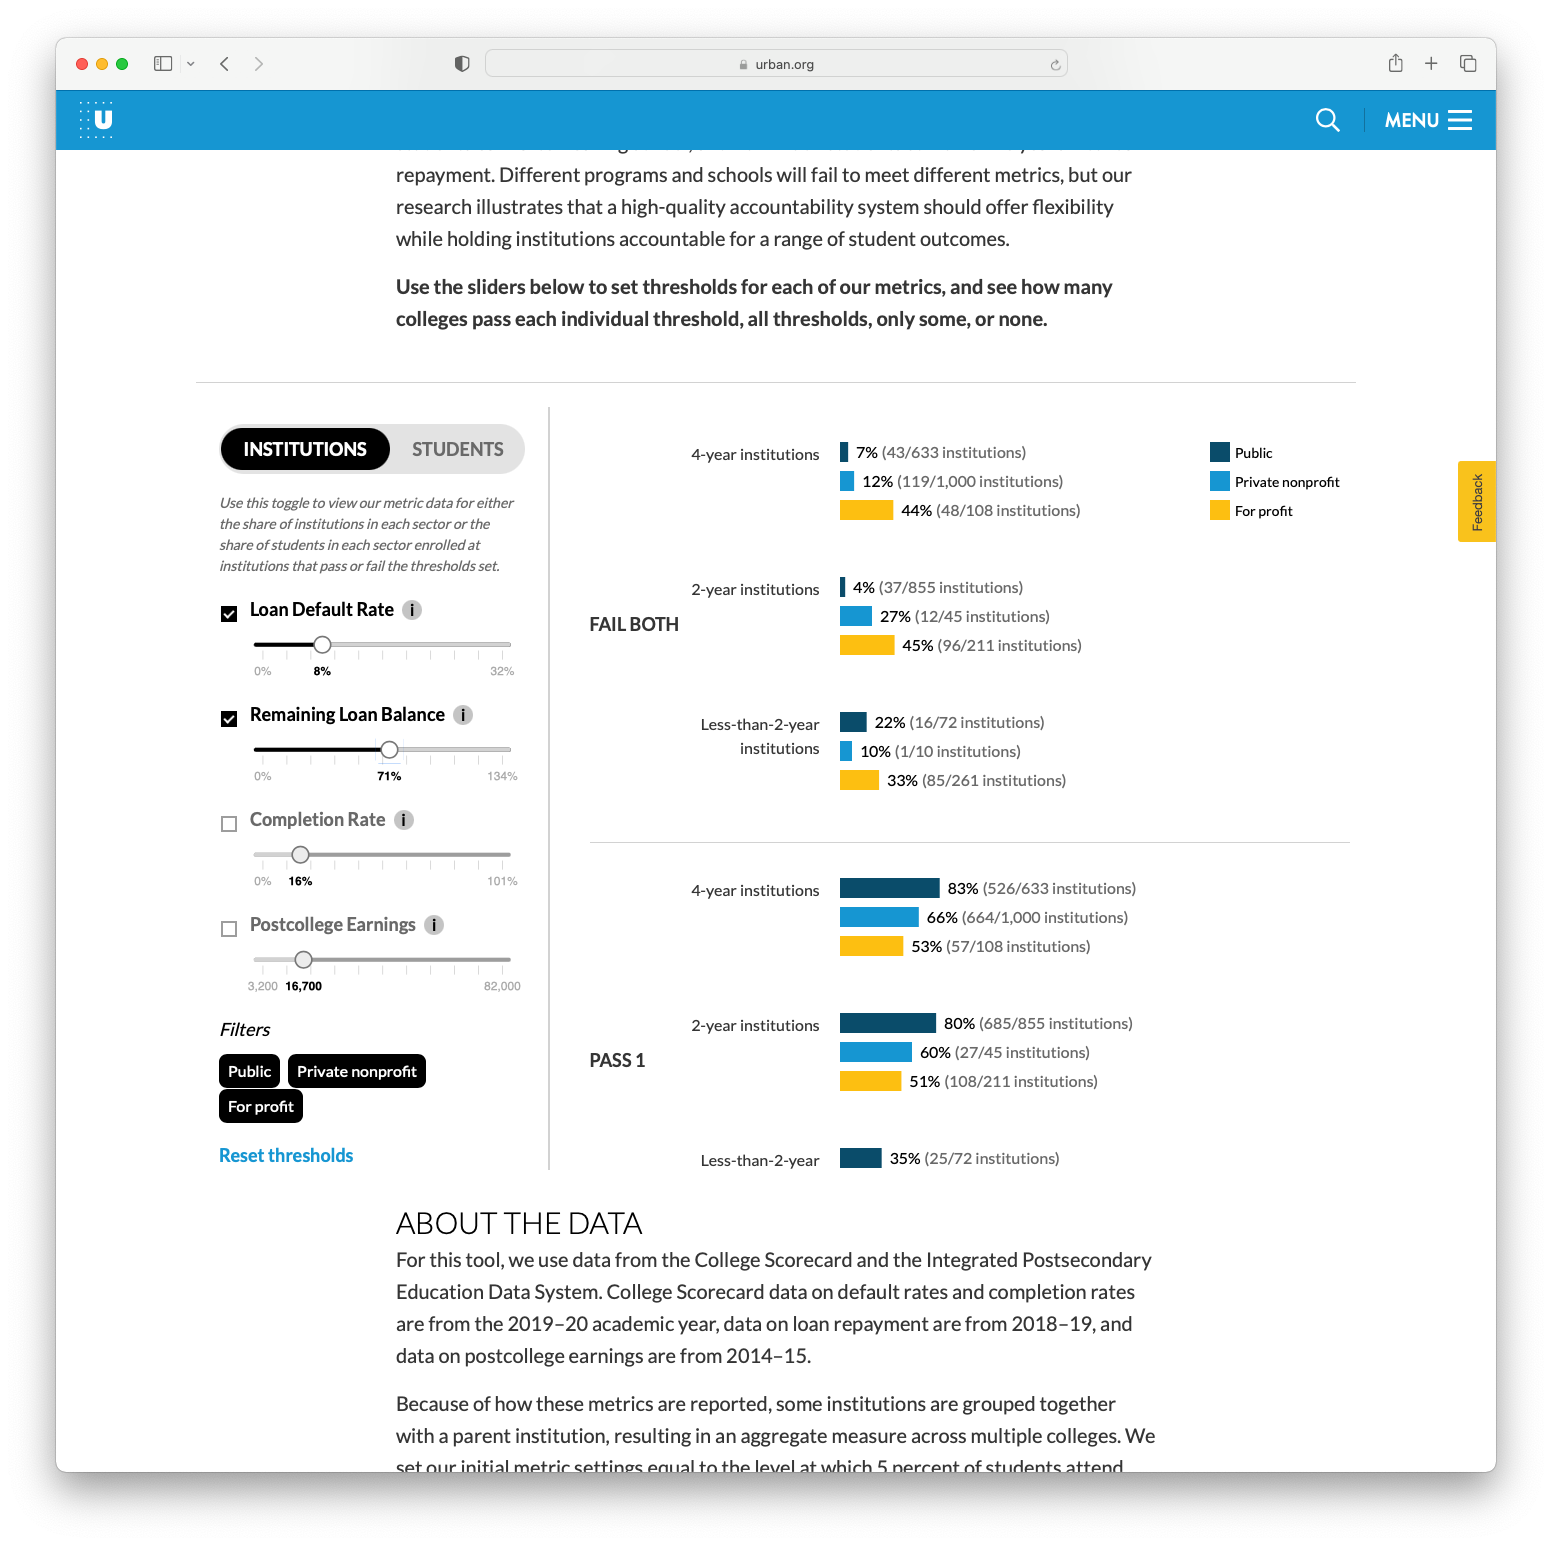 urban.org
U
MENU
repayment. Different programs and schools will fail to meet different metrics, but our
research illustrates that a high-quality accountability system should offer flexibility
while holding institutions accountable for a range of student outcomes.
Use the sliders below to set thresholds for each of our metrics, and see how many
colleges pass each individual threshold, all thresholds, only some, or none.
INSTITUTIONS STUDENTS
Use this toggle to view our metric data for either
the share of institutions in each sector or the
share of students in each sector enrolled at
institutions that pass or fail the thresholds set.
Loan Default Rate i
0% 8% 32%
Remaining Loan Balance i
0% 71% 134%
Completion Rate i
0% 16% 101%
Postcollege Earnings i
3,200 16,700 82,000
Filters
Public Private nonprofit
For profit
Reset thresholds
FAIL BOTH
4-year institutions
7% (43/633 institutions)
12% (119/1,000 institutions)
44% (48/108 institutions)
2-year institutions
4% (37/855 institutions)
27% (12/45 institutions)
45% (96/211 institutions)
Less-than-2-year
institutions
22% (16/72 institutions)
10% (1/10 institutions)
33% (85/261 institutions)
Public
Private nonprofit
For profit
Feedback
PASS 1
4-year institutions
83% (526/633 institutions)
66% (664/1,000 institutions)
53% (57/108 institutions)
2-year institutions
80% (685/855 institutions)
60% (27/45 institutions)
51% (108/211 institutions)
Less-than-2-year
35% (25/72 institutions)
ABOUT THE DATA
For this tool, we use data from the College Scorecard and the Integrated Postsecondary
Education Data System. College Scorecard data on default rates and completion rates
are from the 2019–20 academic year, data on loan repayment are from 2018–19, and
data on postcollege earnings are from 2014–15.
Because of how these metrics are reported, some institutions are grouped together
with a parent institution, resulting in an aggregate measure across multiple colleges. We
set our initial metric settings equal to the level at which 5 percent of students attend